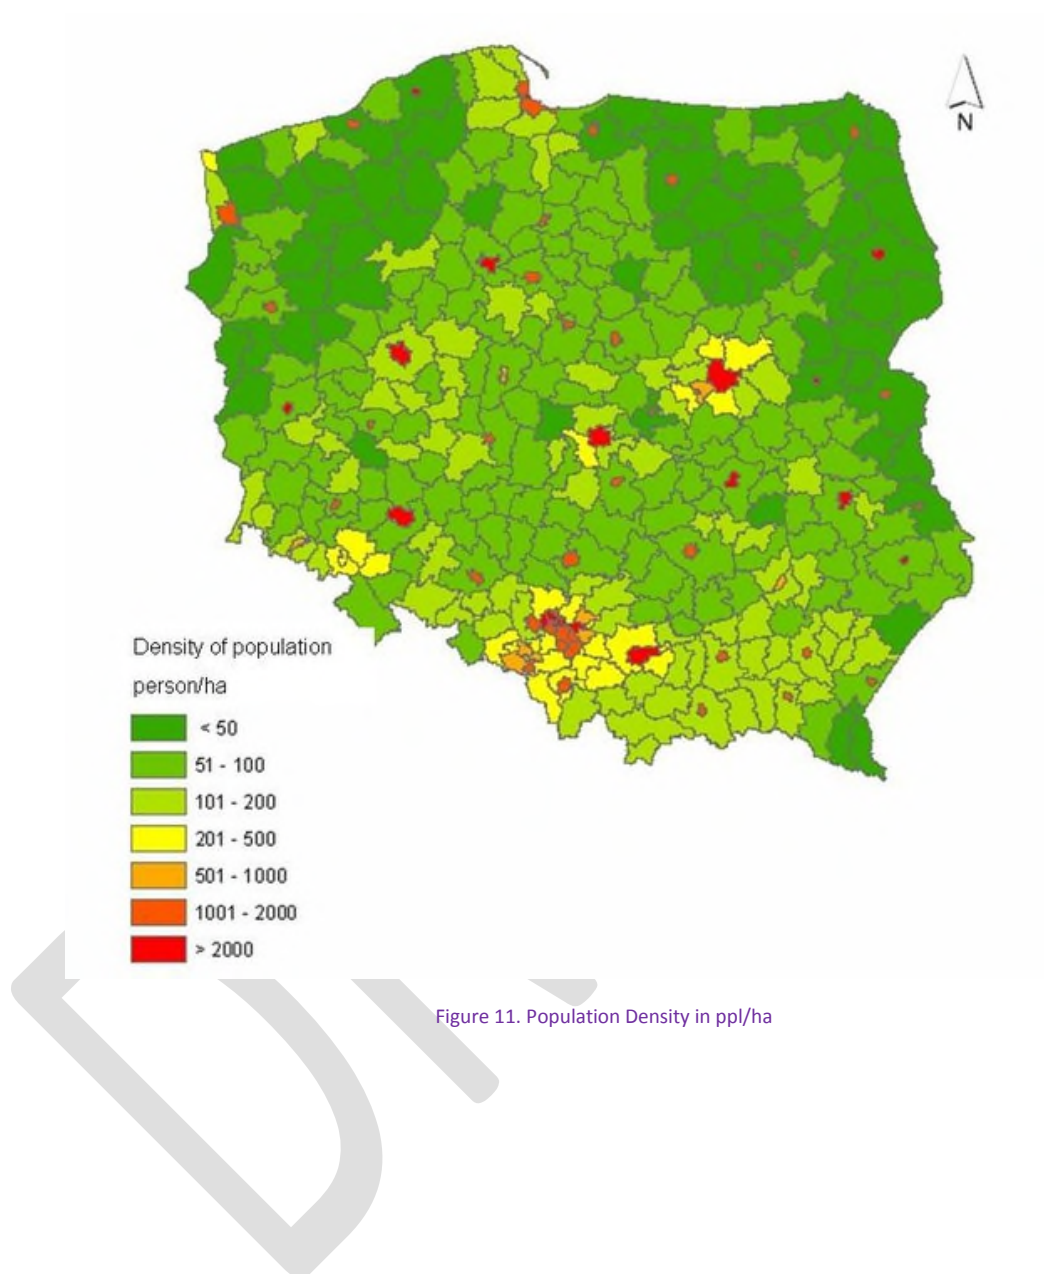 N
Density of population
person/ha
< 50
51 - 100
101 - 200
201 - 500
501 - 1000
1001 - 2000
> 2000
Figure 11. Population Density in ppl/ha